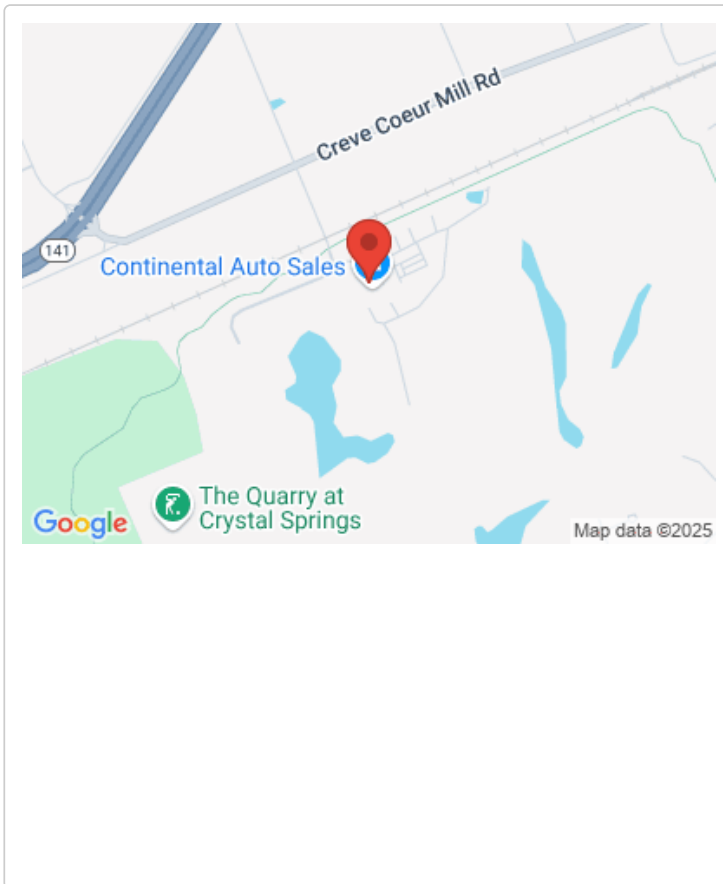 Creve Coeur Mill Rd
141
Continental Auto Sales
The Quarry at
Crystal Springs
Google
Map data ©2025